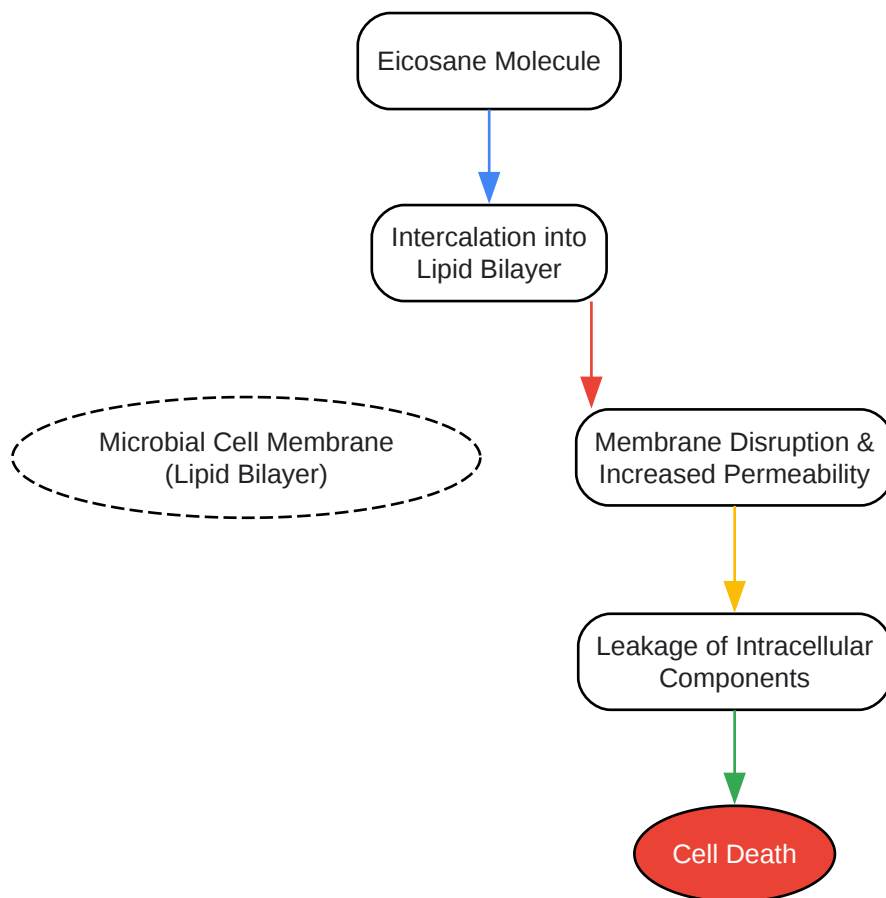 Eicosane Molecule
Intercalation into
Lipid Bilayer
Microbial Cell Membrane
(Lipid Bilayer)
Membrane Disruption &
Increased Permeability
Leakage of Intracellular
Components
Cell Death